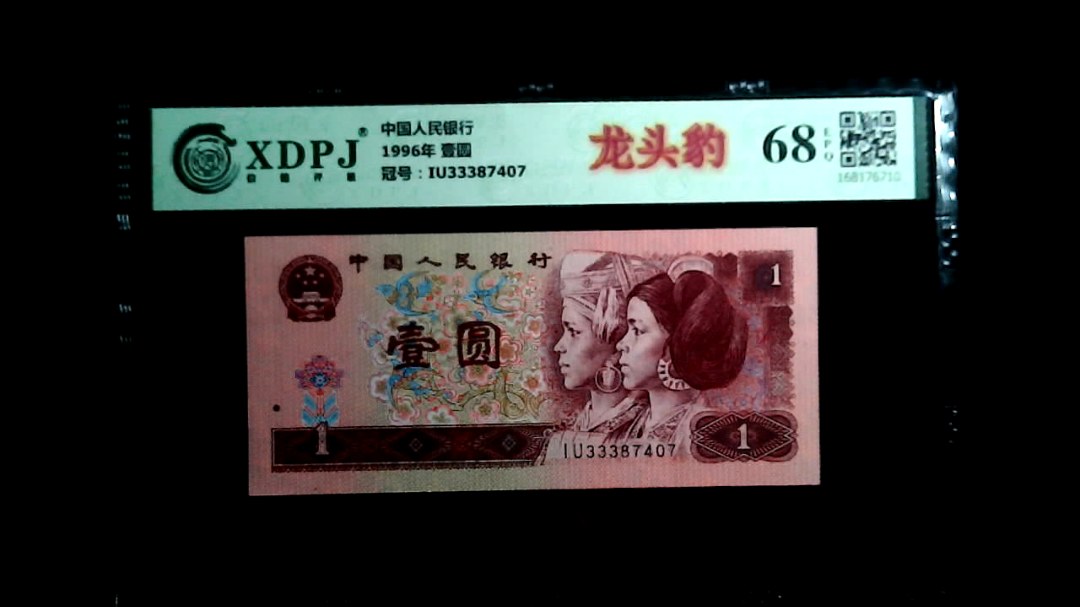 XDPJ®
中国人民银行
1996年 壹圆
冠号：IU33387407
龙头豹
68
EPQ
168176710
中国人民银行
1
壹圆
1
IU33387407
1